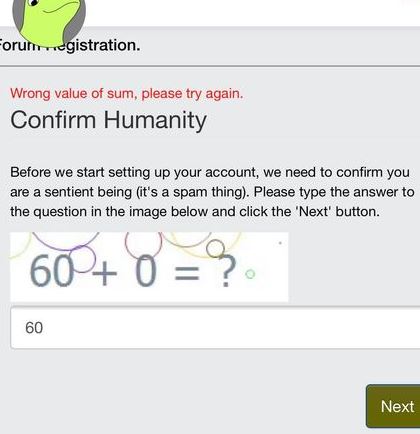 Forum Registration.
Wrong value of sum, please try again.
Confirm Humanity
Before we start setting up your account, we need to confirm you
are a sentient being (it's a spam thing). Please type the answer to
the question in the image below and click the 'Next' button.
60 + 0 = ?
60
Next